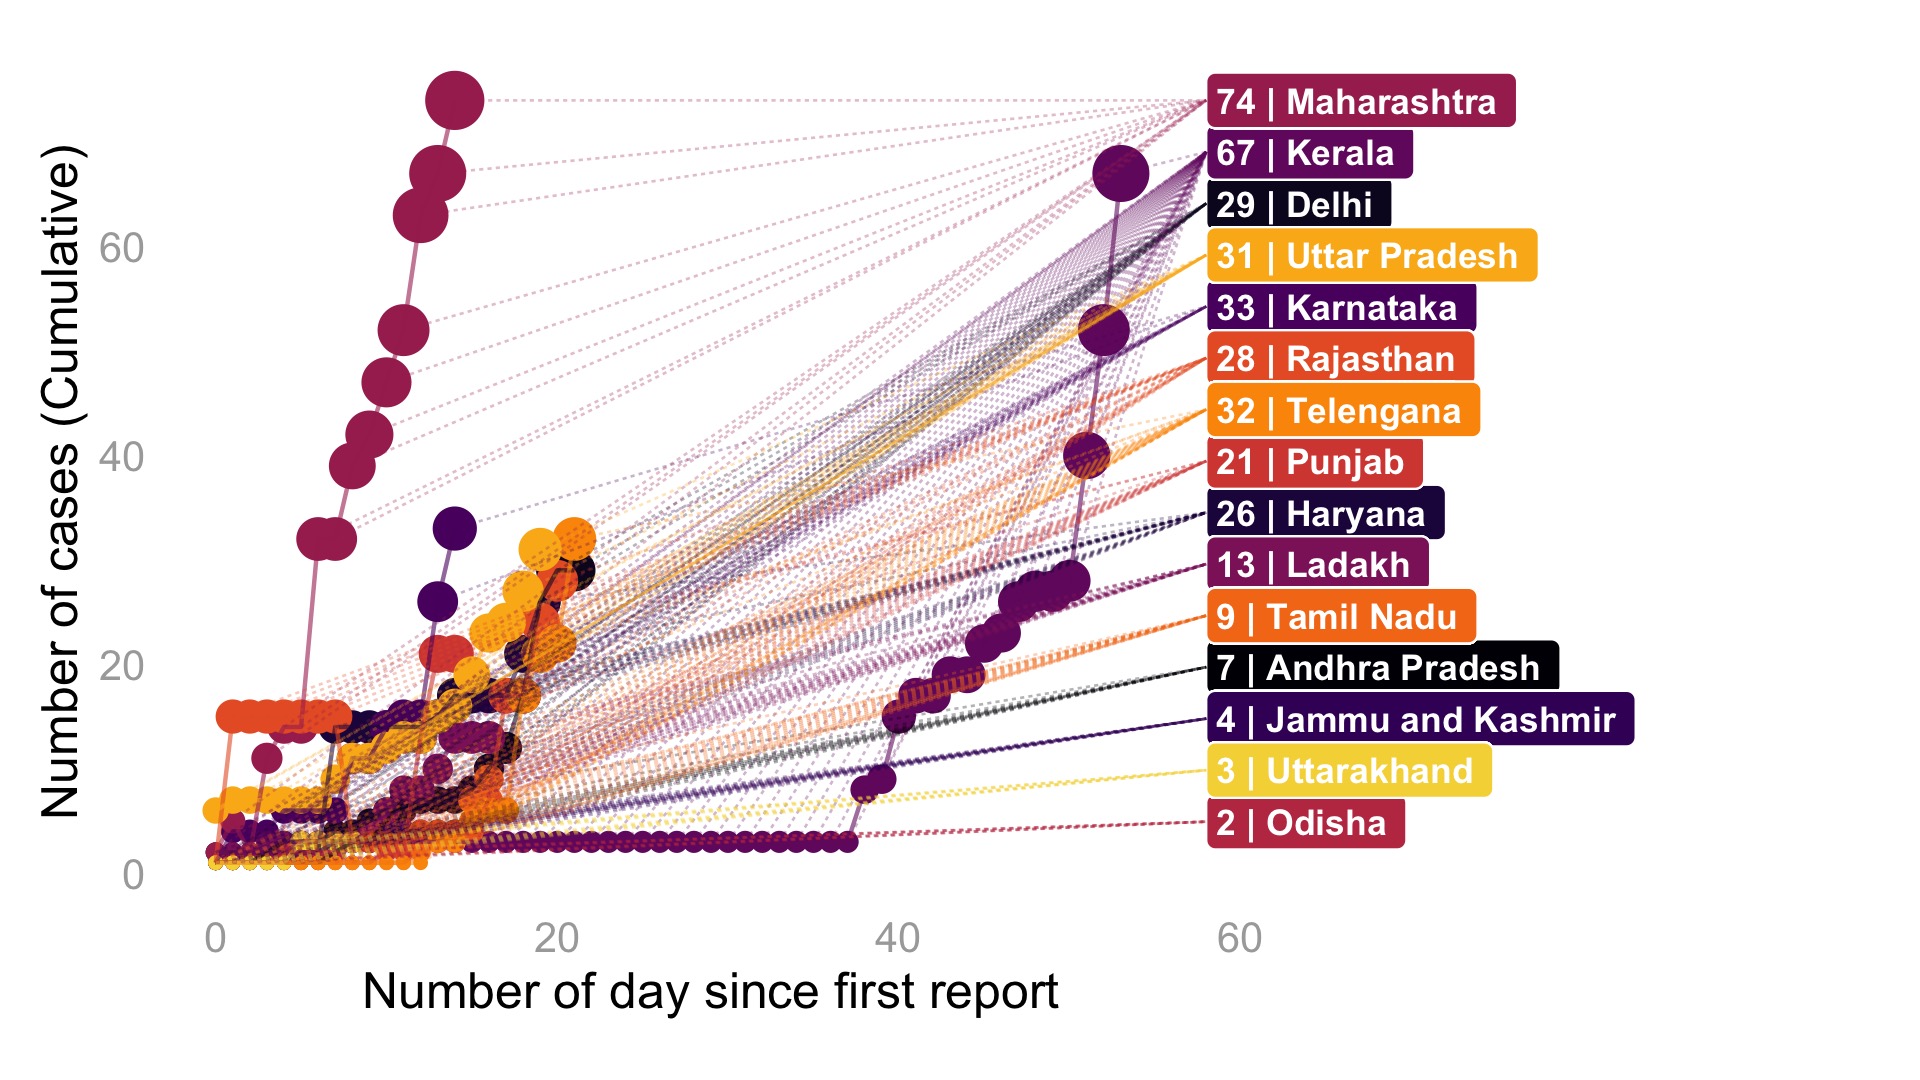 Number of cases (Cumulative)
60
40
20
0
0 20 40 60
Number of day since first report
74 | Maharashtra
67 | Kerala
29 | Delhi
31 | Uttar Pradesh
33 | Karnataka
28 | Rajasthan
32 | Telengana
21 | Punjab
26 | Haryana
13 | Ladakh
9 | Tamil Nadu
7 | Andhra Pradesh
4 | Jammu and Kashmir
3 | Uttarakhand
2 | Odisha